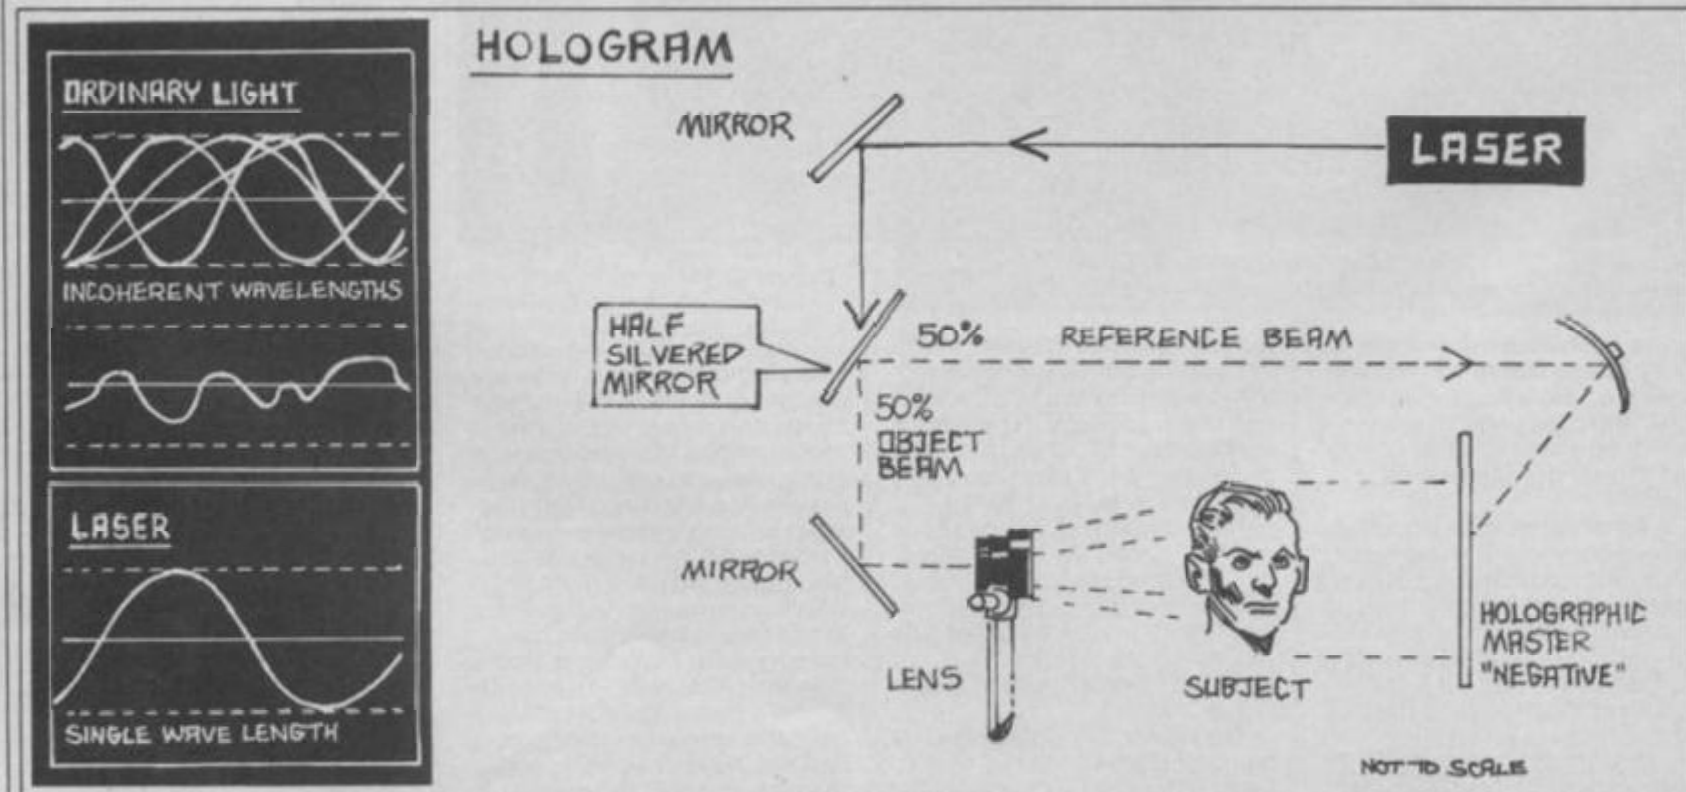 ORDINARY LIGHT
INCOHERENT WAVELENGTHS
LASER
SINGLE WAVE LENGTH
HOLOGRAM
MIRROR
LASER
HALF
SILVERED
MIRROR
50%
REFERENCE BEAM
50%
OBJECT
BEAM
MIRROR
LENS
SUBJECT
HOLOGRAPHIC
MASTER
"NEGATIVE"
NOT TO SCALE